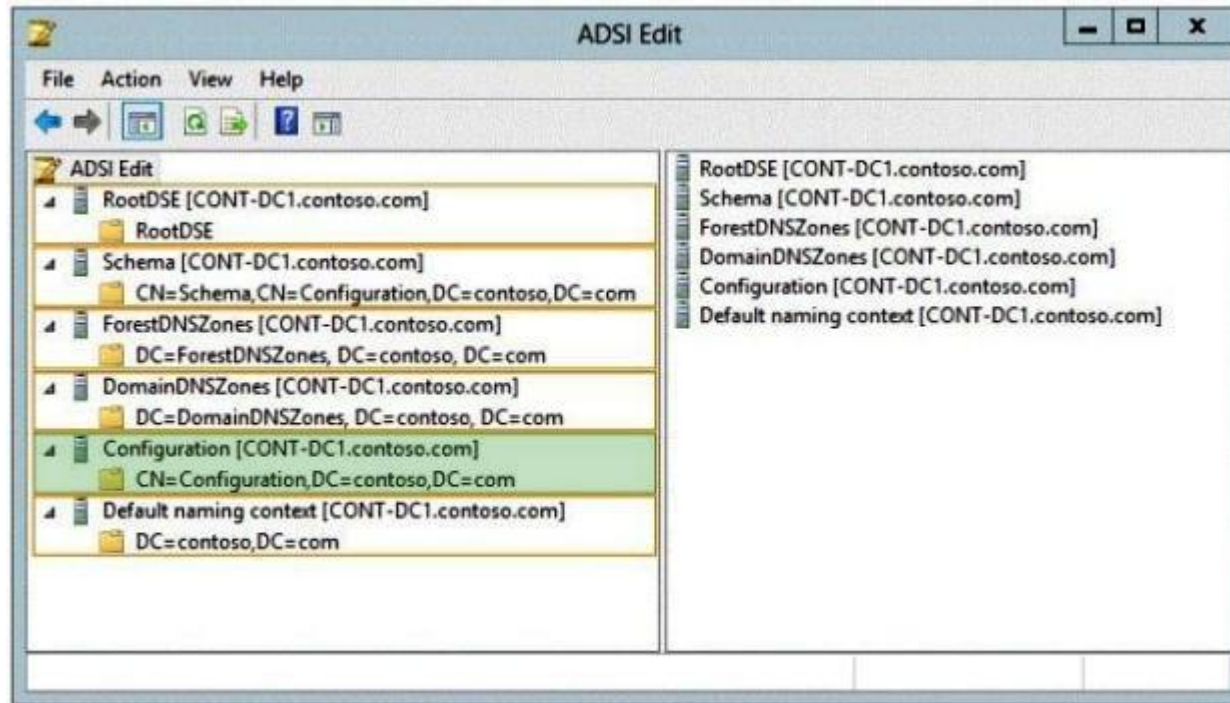 ADSI Edit
File Action View Help
ADSI Edit
RootDSE [CONT-DC1.contoso.com]
RootDSE
Schema [CONT-DC1.contoso.com]
CN=Schema,CN=Configuration,DC=contoso,DC=com
ForestDNSZones [CONT-DC1.contoso.com]
DC=ForestDNSZones, DC=contoso, DC=com
DomainDNSZones [CONT-DC1.contoso.com]
DC=DomainDNSZones, DC=contoso, DC=com
Configuration [CONT-DC1.contoso.com]
CN=Configuration,DC=contoso,DC=com
Default naming context [CONT-DC1.contoso.com]
DC=contoso,DC=com
RootDSE [CONT-DC1.contoso.com]
Schema [CONT-DC1.contoso.com]
ForestDNSZones [CONT-DC1.contoso.com]
DomainDNSZones [CONT-DC1.contoso.com]
Configuration [CONT-DC1.contoso.com]
Default naming context [CONT-DC1.contoso.com]